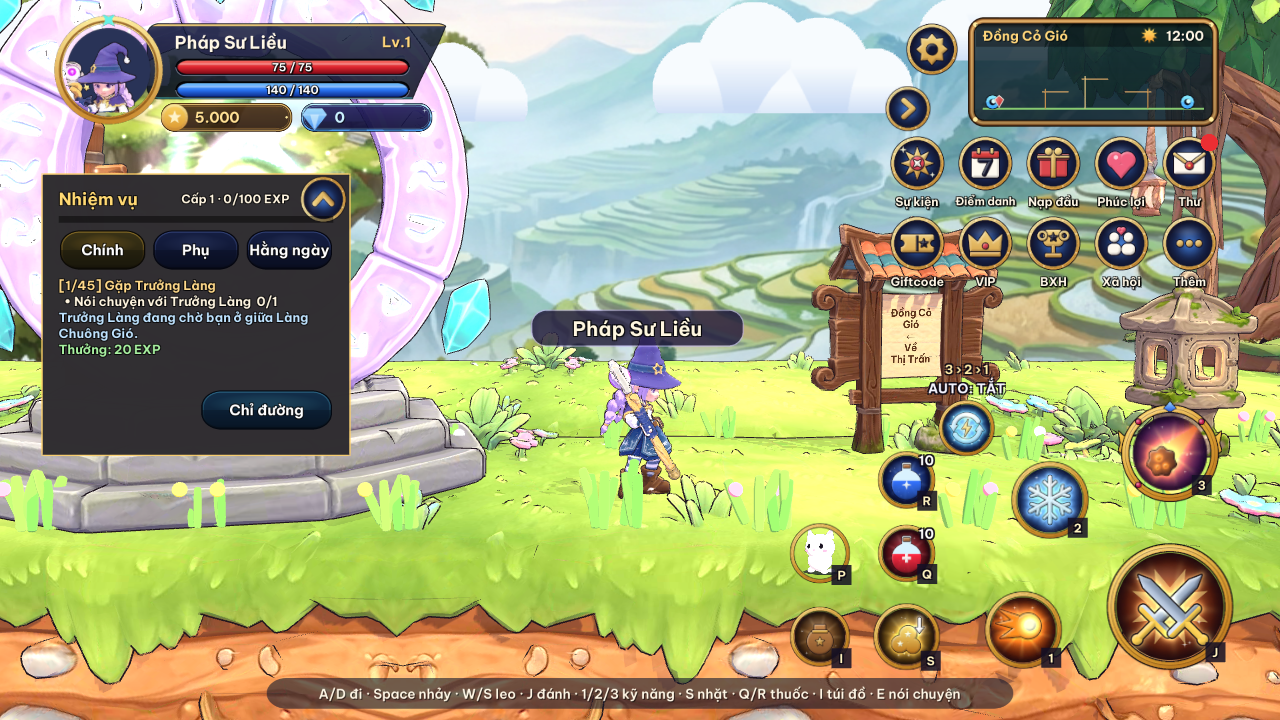 Pháp Sư Liễu
Lv.1
75 / 75
140 / 140
5.000
0
Đồng Cỏ Gió
12:00
Nhiệm vụ
Cấp 1 · 0/100 EXP
Chính
Phụ
Hằng ngày
[1/45] Gặp Trưởng Làng
• Nói chuyện với Trưởng Làng 0/1
Trưởng Làng đang chờ bạn ở giữa Làng
Chuông Gió.
Thưởng: 20 EXP
Chỉ đường
7
Sự kiện
Điểm danh
Nạp đầu
Phúc lợi
Thư
Giftcode
VIP
BXH
Xã hội
Thêm
Pháp Sư Liễu
Đồng Cỏ
Gió
←
Về
Thị Trấn
3›2›1
AUTO: TẮT
10
R
2
3
10
Q
P
I
S
1
J
A/D đi · Space nhảy · W/S leo · J đánh · 1/2/3 kỹ năng · S nhặt · Q/R thuốc · I túi đồ · E nói chuyện